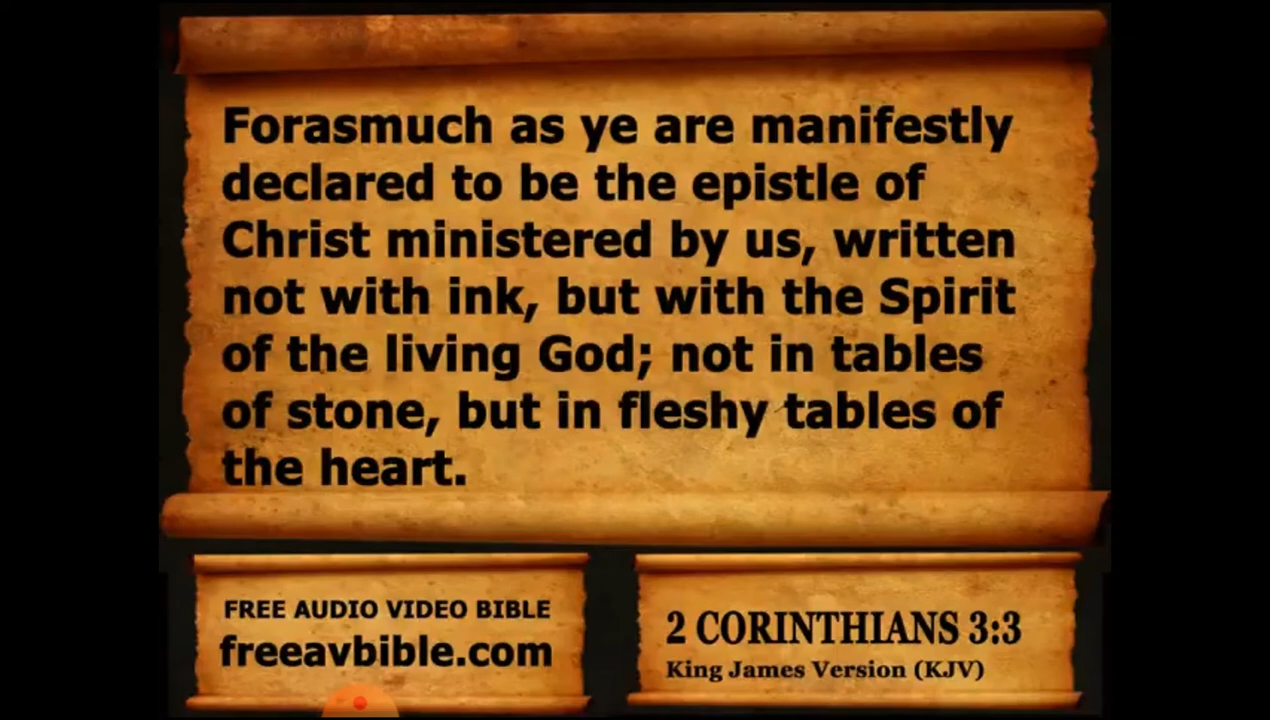 Forasmuch as ye are manifestly
declared to be the epistle of
Christ ministered by us, written
not with ink, but with the Spirit
of the living God; not in tables
of stone, but in fleshy tables of
the heart.
FREE AUDIO VIDEO BIBLE
freeavbible.com
2 CORINTHIANS 3:3
King James Version (KJV)